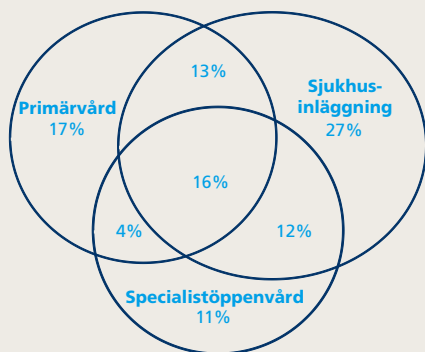 13%
Primärvård
17%
Sjukhus-
inläggning
27%
16%
4%
12%
Specialistöppenvård
11%